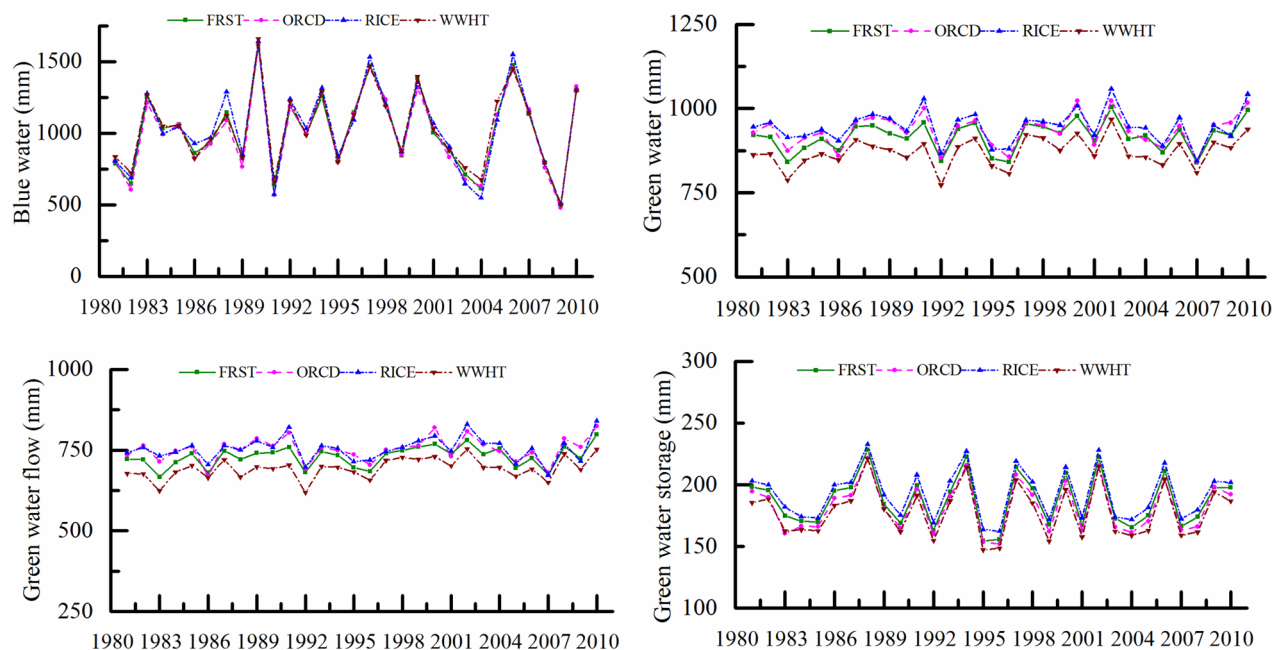 FRST ORCD RICE WWHT
Blue water (mm)
1500
1000
500
0
1980 1983 1986 1989 1992 1995 1998 2001 2004 2007 2010
FRST ORCD RICE WWHT
Green water (mm)
1250
1000
750
500
1980 1983 1986 1989 1992 1995 1998 2001 2004 2007 2010
FRST ORCD RICE WWHT
Green water flow (mm)
1000
750
500
250
1980 1983 1986 1989 1992 1995 1998 2001 2004 2007 2010
FRST ORCD RICE WWHT
Green water storage (mm)
300
250
200
150
100
1980 1983 1986 1989 1992 1995 1998 2001 2004 2007 2010